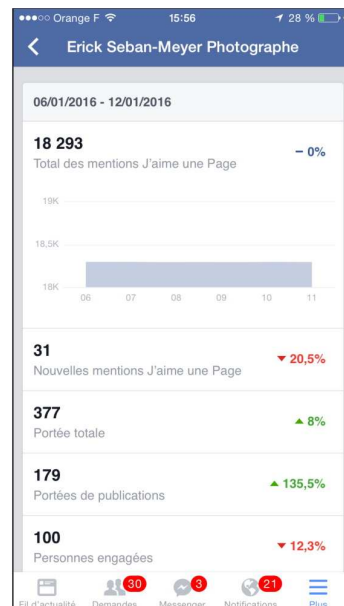 Orange F 15:56 28 %
Erick Seban-Meyer Photographe
06/01/2016 - 12/01/2016
18 293
– 0%
Total des mentions J'aime une Page
19K
18,5K
18K
06 07 08 09 10 11
31
20,5%
Nouvelles mentions J'aime une Page
377
8%
Portée totale
179
135,5%
Portées de publications
100
12,3%
Personnes engagées
30 3 21
Fil d'actualité Demandes Messenger Notifications Plus